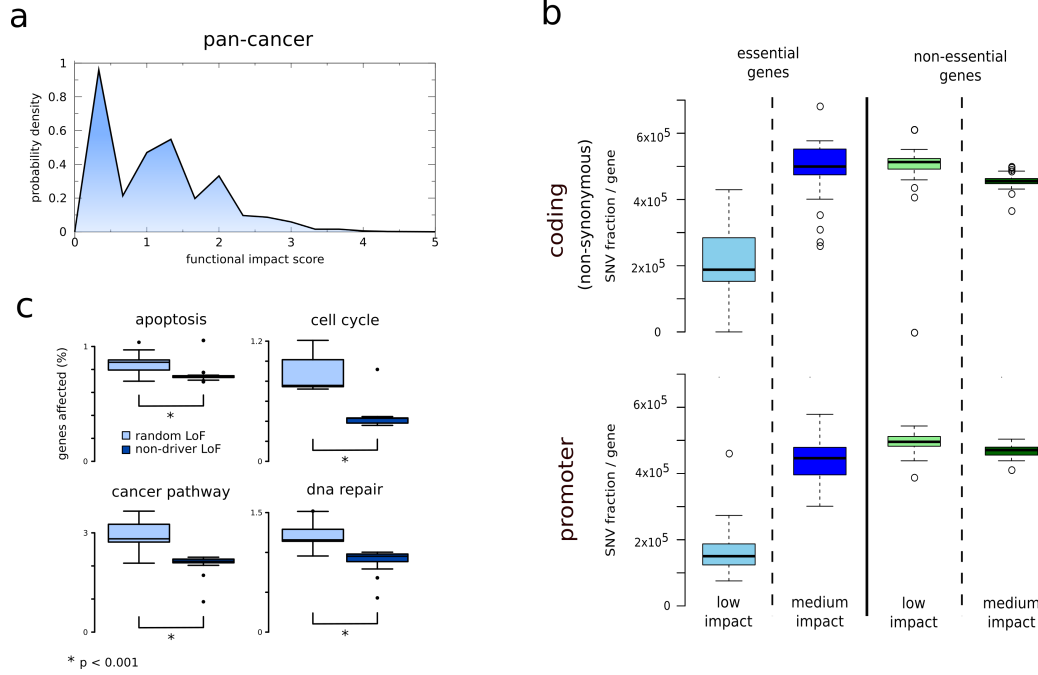 a
pan-cancer
probability density
1
0.8
0.6
0.4
0.2
0
0 1 2 3 4 5
functional impact score
b
essential
genes
non-essential
genes
coding
(non-synonymous)
SNV fraction / gene
6x10⁵
4x10⁵
2x10⁵
0
promoter
SNV fraction / gene
6x10⁵
4x10⁵
2x10⁵
0
low
impact
medium
impact
low
impact
medium
impact
c
apoptosis
cell cycle
genes affected (%)
1
0
1.2
0
*
random LoF
non-driver LoF
*
cancer pathway
dna repair
3
0
1.5
0
*
*
* p < 0.001